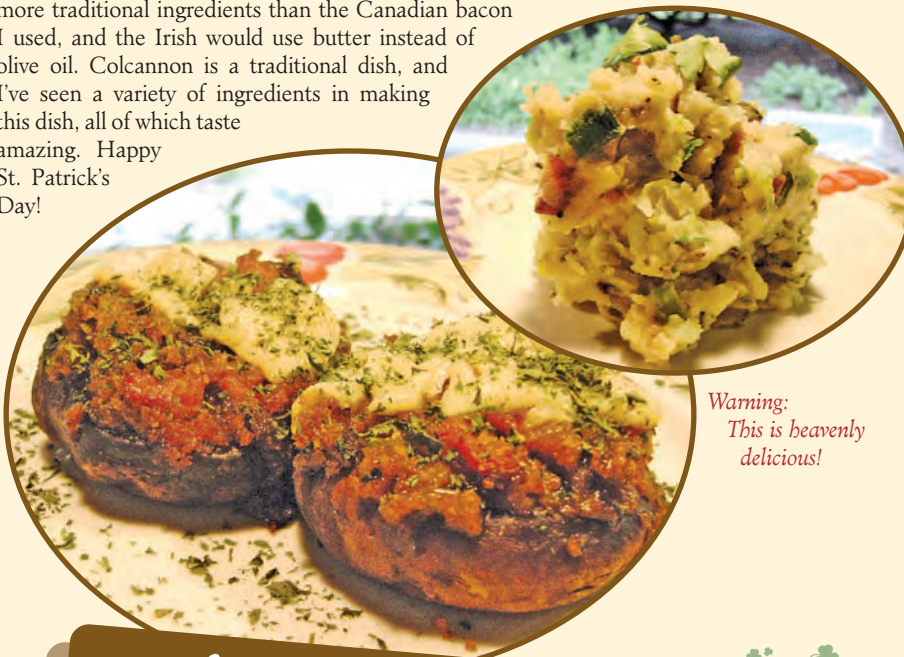 more traditional ingredients than the Canadian bacon
I used, and the Irish would use butter instead of
olive oil. Colcannon is a traditional dish, and
I've seen a variety of ingredients in making
this dish, all of which taste
amazing. Happy
St. Patrick's
Day!
Warning:
This is heavenly
delicious!